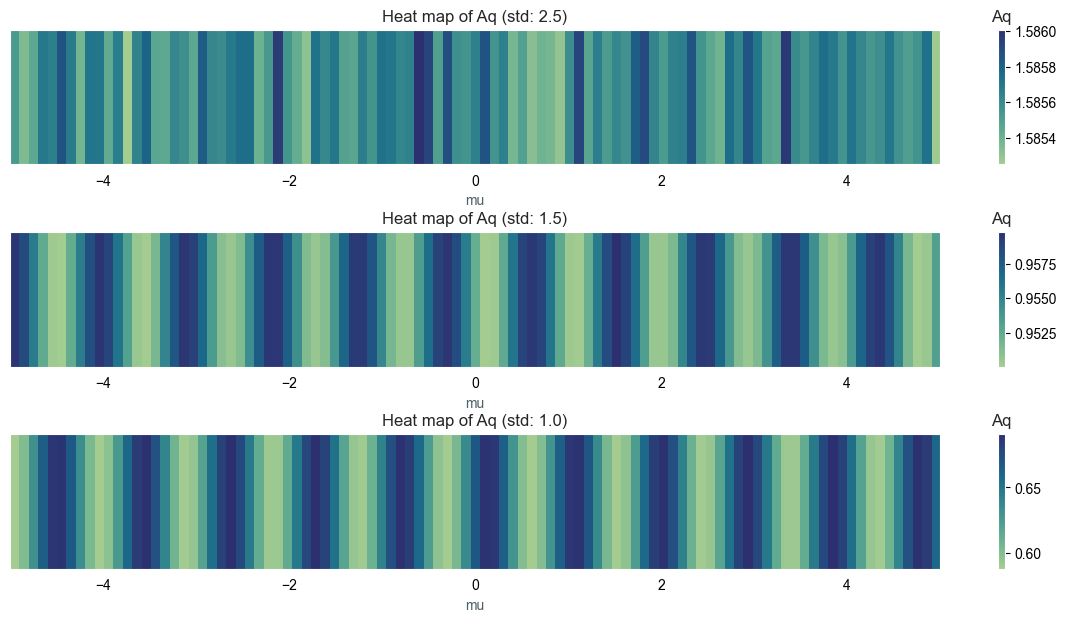 Heat map of Aq (std: 2.5)
Aq
1.5860
1.5858
1.5856
1.5854
−4 −2 0 2 4
mu
Heat map of Aq (std: 1.5)
Aq
0.9575
0.9550
0.9525
−4 −2 0 2 4
mu
Heat map of Aq (std: 1.0)
Aq
0.65
0.60
−4 −2 0 2 4
mu